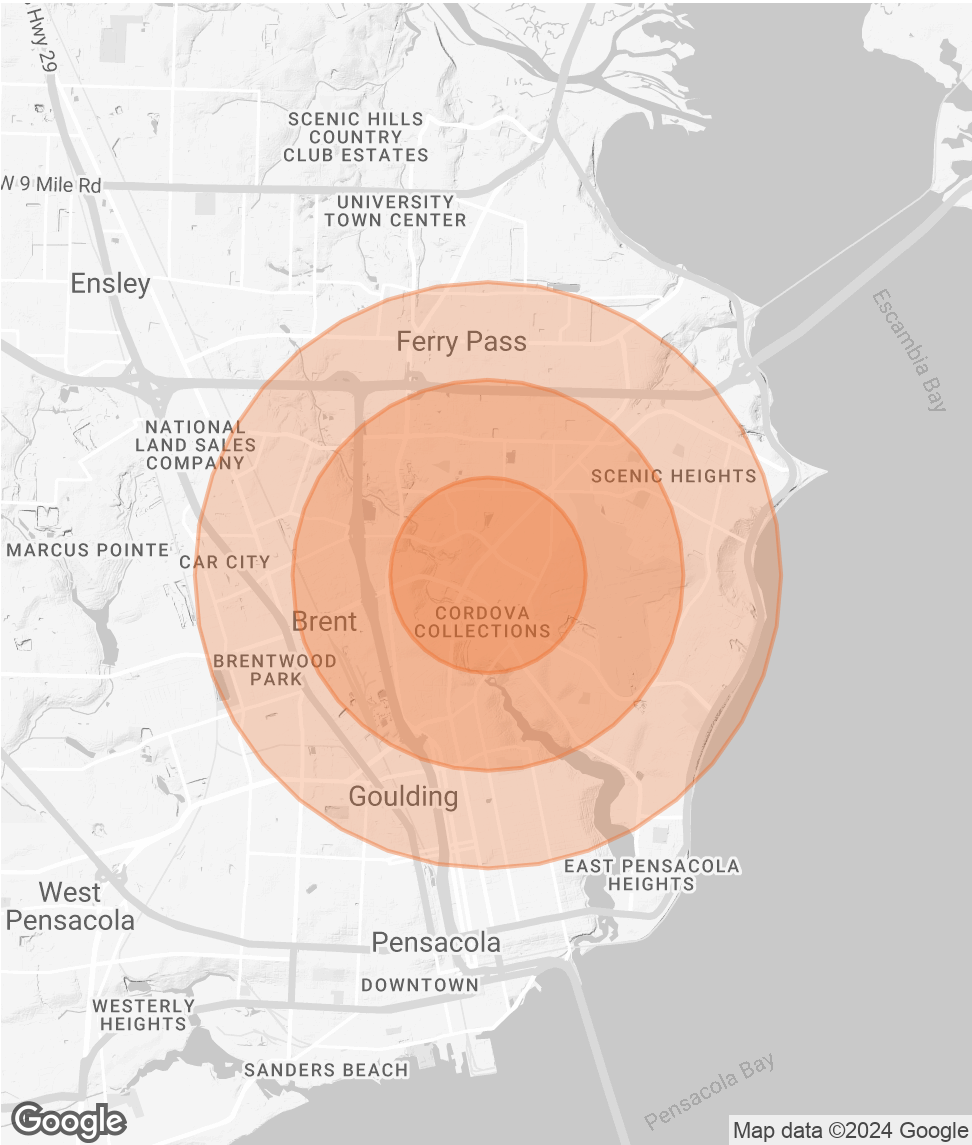 Hwy 29
SCENIC HILLS
COUNTRY
CLUB ESTATES
W 9 Mile Rd
UNIVERSITY
TOWN CENTER
Ensley
Escambia Bay
Ferry Pass
NATIONAL
LAND SALES
COMPANY
SCENIC HEIGHTS
MARCUS POINTE
CAR CITY
Brent
CORDOVA
COLLECTIONS
BRENTWOOD
PARK
Goulding
EAST PENSACOLA
HEIGHTS
West
Pensacola
Pensacola
DOWNTOWN
WESTERLY
HEIGHTS
SANDERS BEACH
Pensacola Bay
Google
Map data ©2024 Google